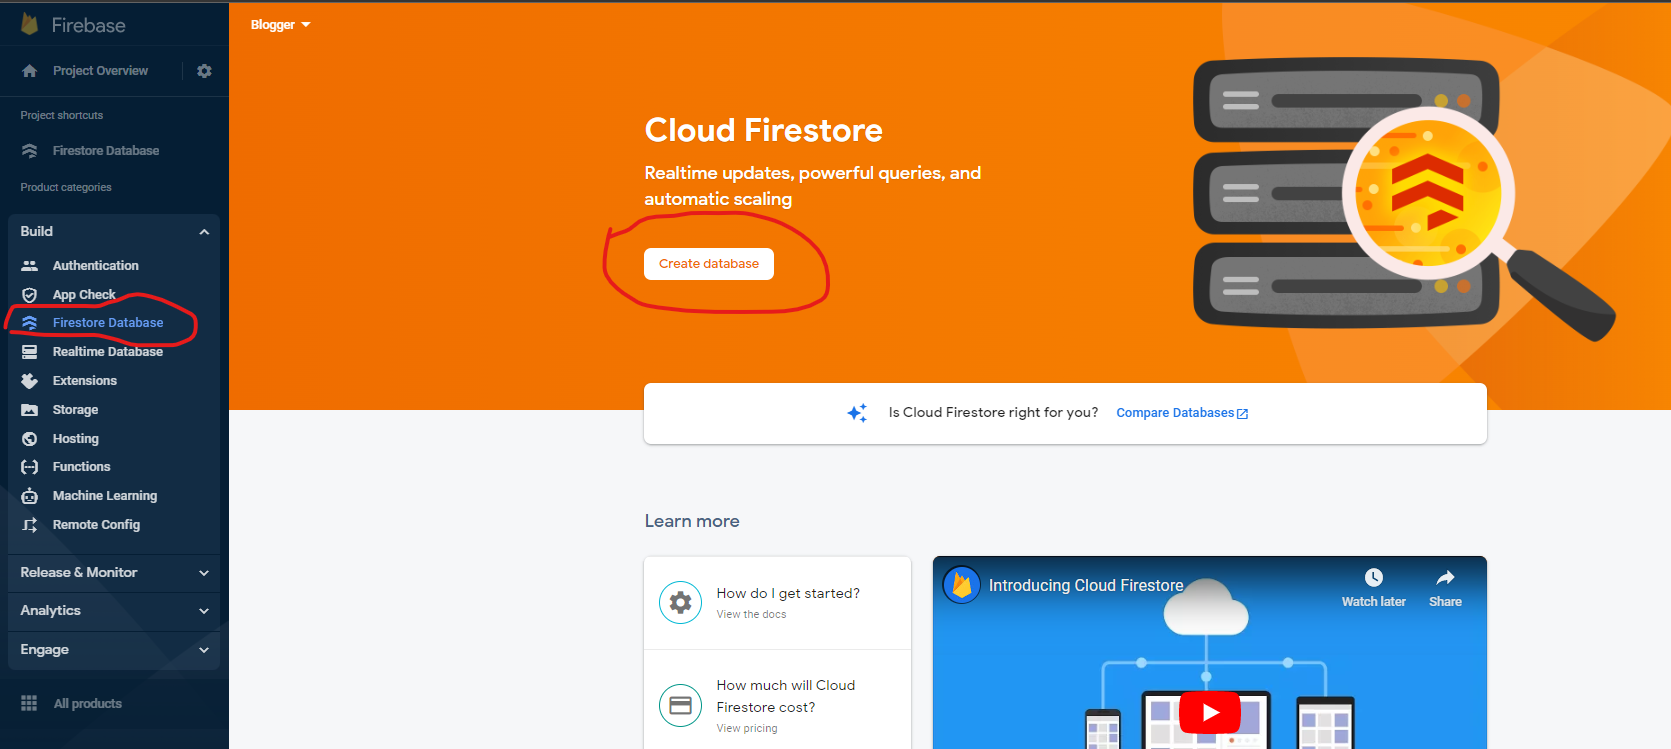 Firebase
Project Overview
Project shortcuts
Firestore Database
Product categories
Build
Authentication
App Check
Firestore Database
Realtime Database
Extensions
Storage
Hosting
Functions
Machine Learning
Remote Config
Release & Monitor
Analytics
Engage
All products
Blogger
Cloud Firestore
Realtime updates, powerful queries, and
automatic scaling
Create database
Is Cloud Firestore right for you? Compare Databases
Learn more
How do I get started?
View the docs
How much will Cloud
Firestore cost?
View pricing
Introducing Cloud Firestore
Watch later
Share